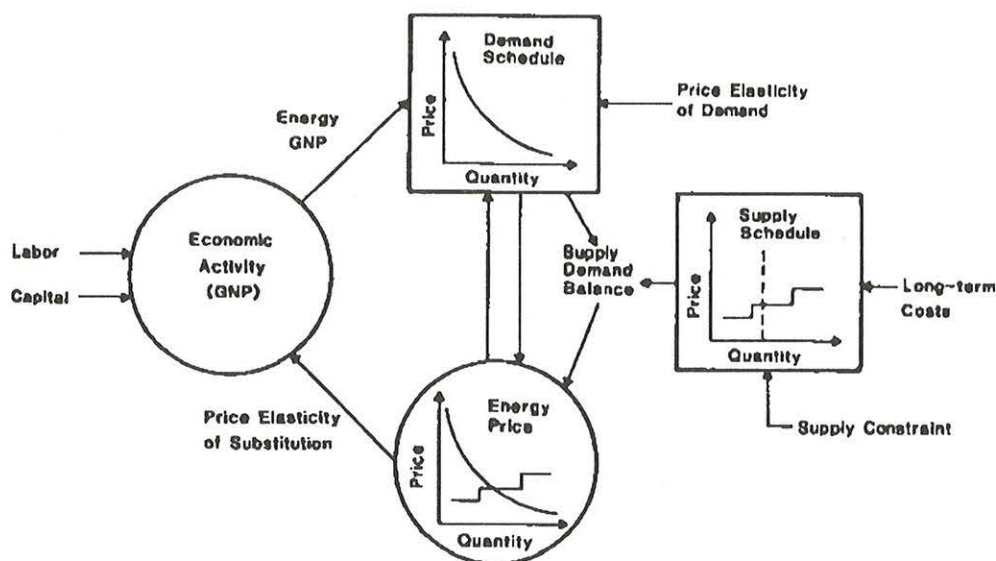 Demand
Schedule
Price
Quantity
Price Elasticity
of Demand
Energy
GNP
Economic
Activity
(GNP)
Labor
Capital
Supply
Demand
Balance
Supply
Schedule
Price
Quantity
Long-term
Costs
Supply Constraint
Energy
Price
Price
Quantity
Price Elasticity
of Substitution